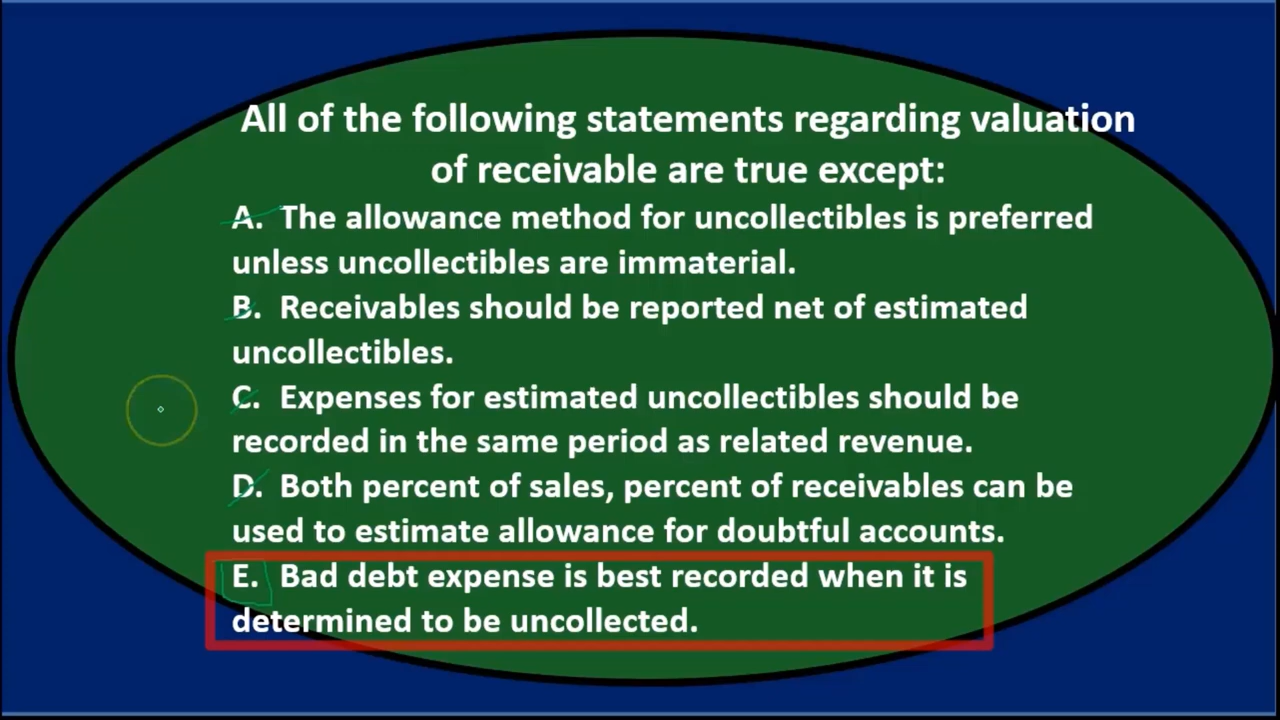 All of the following statements regarding valuation
of receivable are true except:
A. The allowance method for uncollectibles is preferred
unless uncollectibles are immaterial.
B. Receivables should be reported net of estimated
uncollectibles.
C. Expenses for estimated uncollectibles should be
recorded in the same period as related revenue.
D. Both percent of sales, percent of receivables can be
used to estimate allowance for doubtful accounts.
E. Bad debt expense is best recorded when it is
determined to be uncollected.